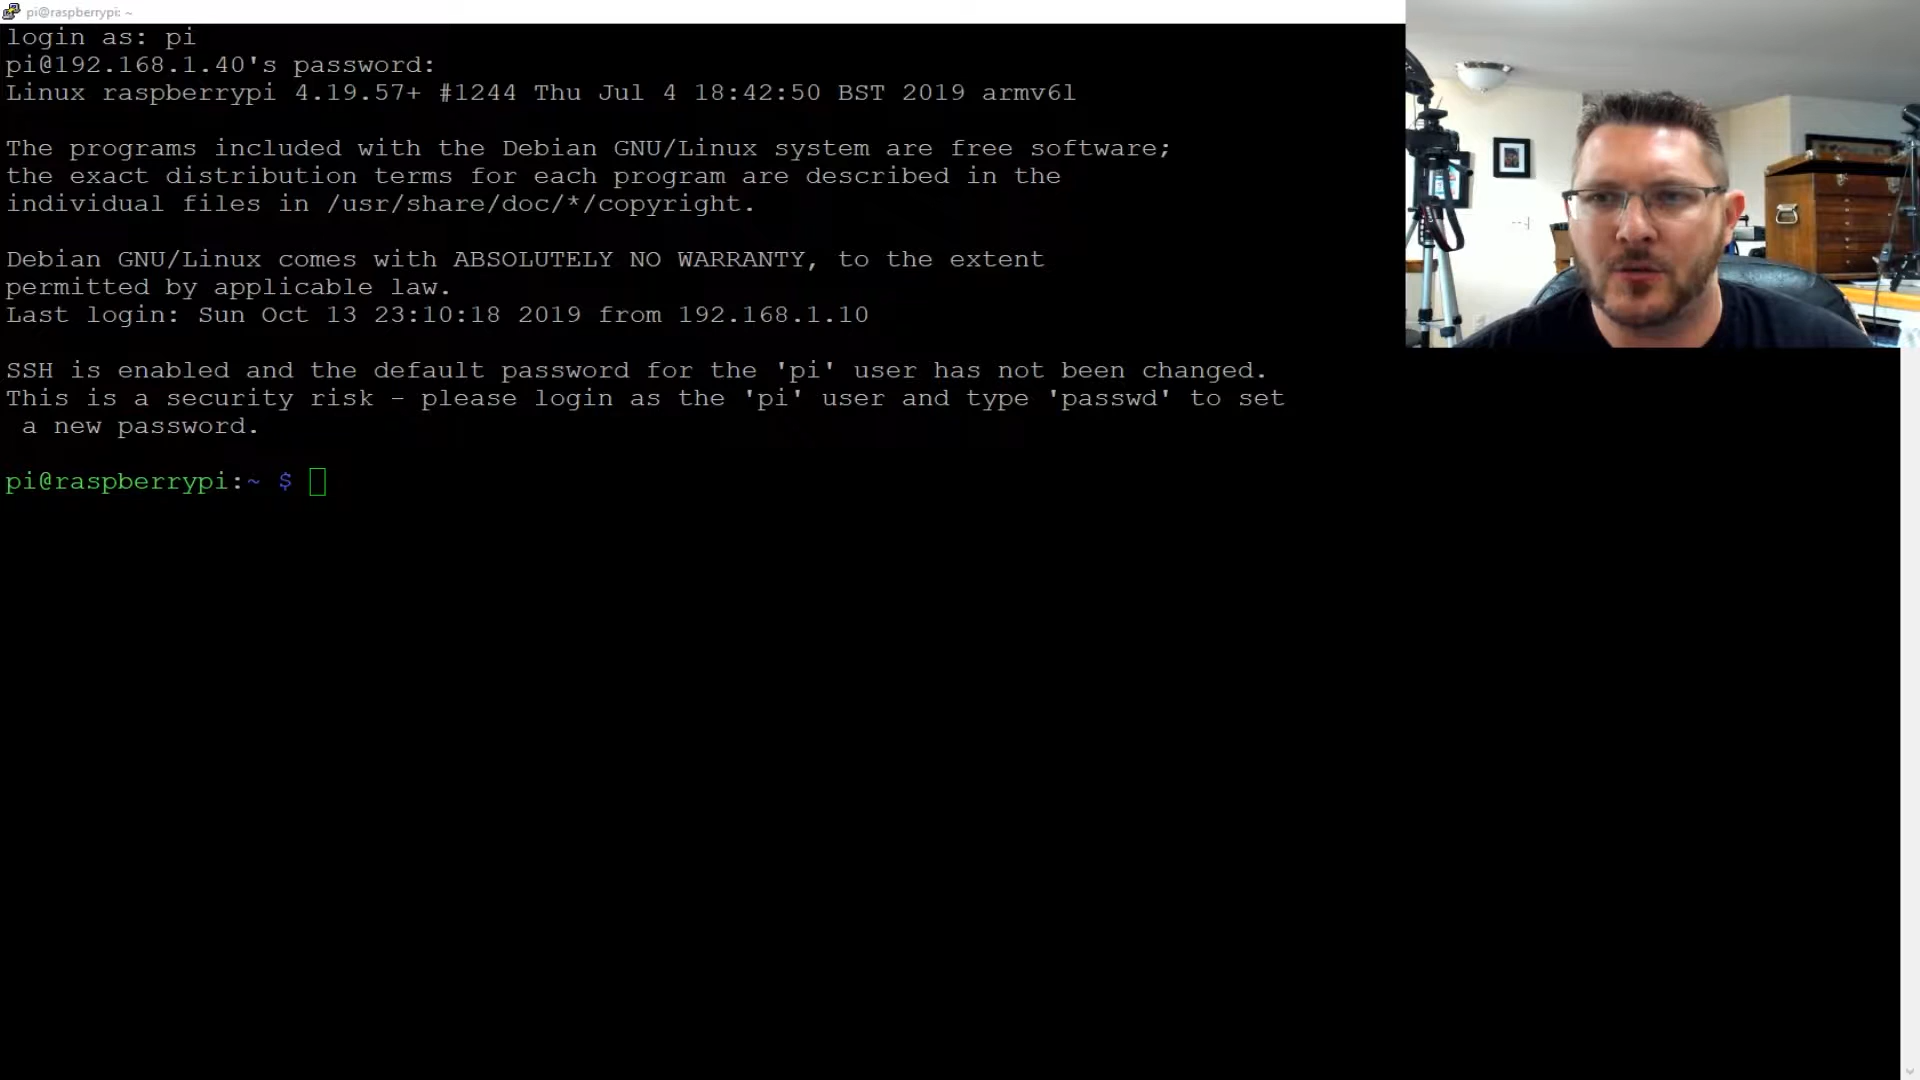 pi@raspberrypi: ~
login as: pi
pi@192.168.1.40's password:
Linux raspberrypi 4.19.57+ #1244 Thu Jul 4 18:42:50 BST 2019 armv6l
The programs included with the Debian GNU/Linux system are free software;
the exact distribution terms for each program are described in the
individual files in /usr/share/doc/*/copyright.
Debian GNU/Linux comes with ABSOLUTELY NO WARRANTY, to the extent
permitted by applicable law.
Last login: Sun Oct 13 23:10:18 2019 from 192.168.1.10
SSH is enabled and the default password for the 'pi' user has not been changed.
This is a security risk - please login as the 'pi' user and type 'passwd' to set
a new password.
pi@raspberrypi:~ $